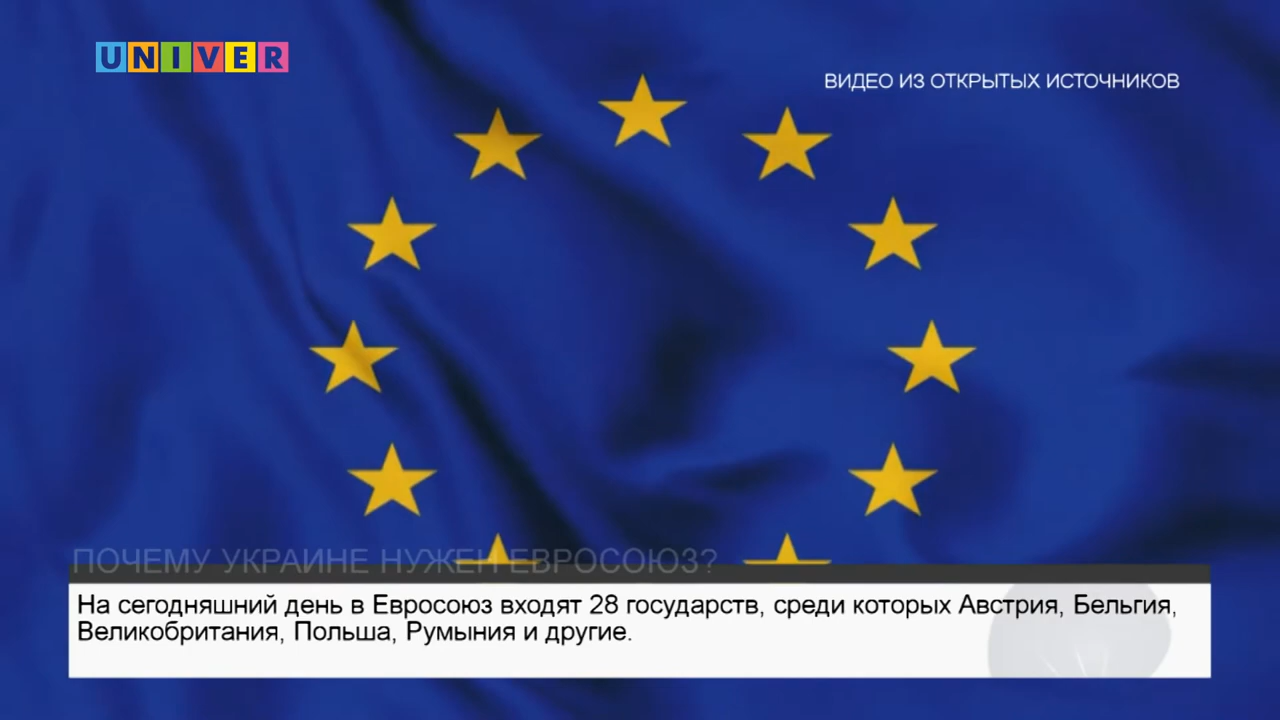 UNIVER
ВИДЕО ИЗ ОТКРЫТЫХ ИСТОЧНИКОВ
ПОЧЕМУ УКРАИНЕ НУЖЕН ЕВРОСОЮЗ?
На сегодняшний день в Евросоюз входят 28 государств, среди которых Австрия, Бельгия,
Великобритания, Польша, Румыния и другие.